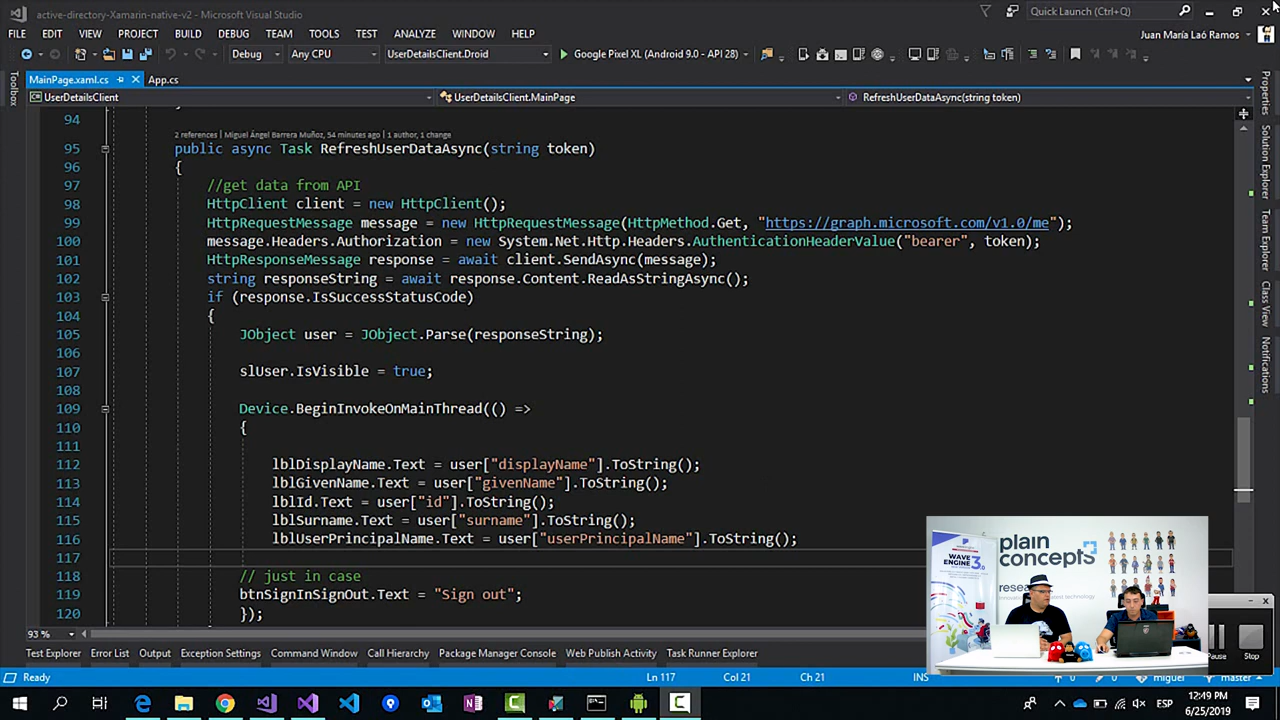 active-directory-Xamarin-native-v2 - Microsoft Visual Studio
Quick Launch (Ctrl+Q)
FILE EDIT VIEW PROJECT BUILD DEBUG TEAM TOOLS TEST ANALYZE WINDOW HELP
Juan María Laó Ramos
Debug Any CPU UserDetailsClient.Droid Google Pixel XL (Android 9.0 - API 28)
Toolbox
MainPage.xaml.cs App.cs
UserDetailsClient UserDetailsClient.MainPage RefreshUserDataAsync(string token)
94
2 references | Miguel Ángel Barrera Muñoz, 54 minutes ago | 1 author, 1 change
95 public async Task RefreshUserDataAsync(string token)
96 {
97 //get data from API
98 HttpClient client = new HttpClient();
99 HttpRequestMessage message = new HttpRequestMessage(HttpMethod.Get, "https://graph.microsoft.com/v1.0/me");
100 message.Headers.Authorization = new System.Net.Http.Headers.AuthenticationHeaderValue("bearer", token);
101 HttpResponseMessage response = await client.SendAsync(message);
102 string responseString = await response.Content.ReadAsStringAsync();
103 if (response.IsSuccessStatusCode)
104 {
105 JObject user = JObject.Parse(responseString);
106
107 slUser.IsVisible = true;
108
109 Device.BeginInvokeOnMainThread(() =>
110 {
111
112 lblDisplayName.Text = user["displayName"].ToString();
113 lblGivenName.Text = user["givenName"].ToString();
114 lblId.Text = user["id"].ToString();
115 lblSurname.Text = user["surname"].ToString();
116 lblUserPrincipalName.Text = user["userPrincipalName"].ToString();
117
118 // just in case
119 btnSignInSignOut.Text = "Sign out";
120 });
Properties
Solution Explorer
Team Explorer
Class View
Notifications
WAVE
ENGINE
3.0
plain
concepts
Pause Stop
93 %
Test Explorer Error List Output Exception Settings Command Window Call Hierarchy Package Manager Console Web Publish Activity Task Runner Explorer
Ready Ln 117 Col 21 Ch 21 INS 0 0 miguel master
ESP
12:49 PM
6/25/2019